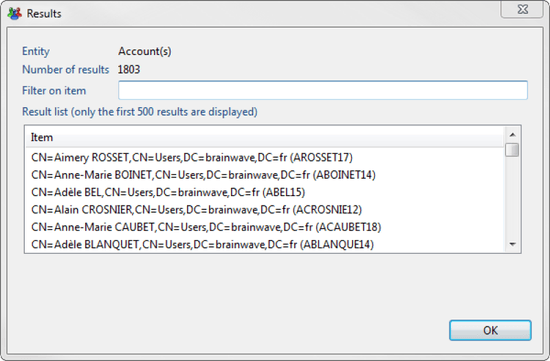 Results
Entity Account(s)
Number of results 1803
Filter on item
Result list (only the first 500 results are displayed)
Item
CN=Aimery ROSSET,CN=Users,DC=brainwave,DC=fr (AROSSET17)
CN=Anne-Marie BOINET,CN=Users,DC=brainwave,DC=fr (ABOINET14)
CN=Adèle BEL,CN=Users,DC=brainwave,DC=fr (ABEL15)
CN=Alain CROSNIER,CN=Users,DC=brainwave,DC=fr (ACROSNIE12)
CN=Anne-Marie CAUBET,CN=Users,DC=brainwave,DC=fr (ACAUBET18)
CN=Adèle BLANQUET,CN=Users,DC=brainwave,DC=fr (ABLANQUE14)
OK